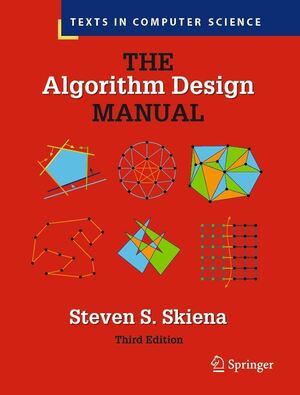 TEXTS IN COMPUTER SCIENCE
THE
Algorithm Design
MANUAL
Steven S. Skiena
Third Edition
Springer